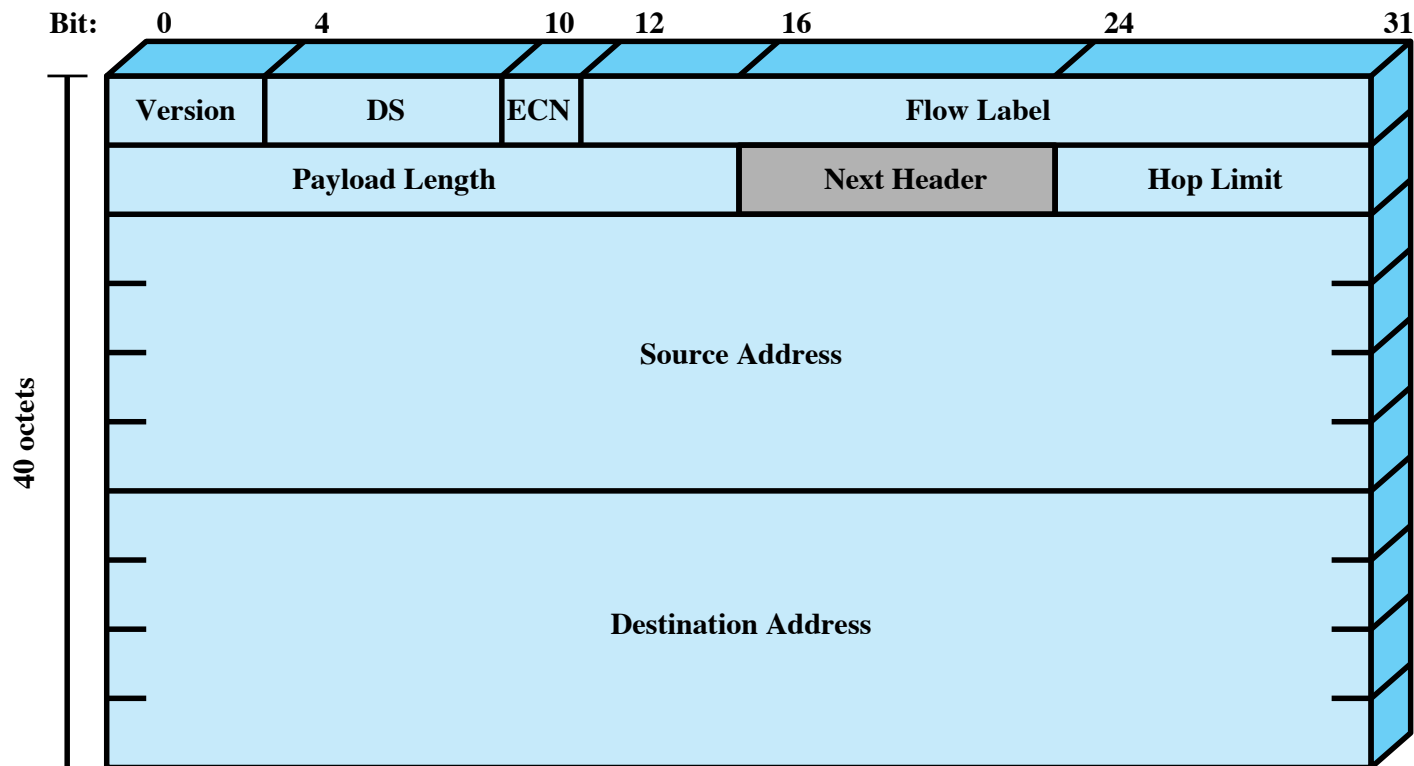 Bit: 0 4 10 12 16 24 31
Version DS ECN Flow Label
Payload Length Next Header Hop Limit
Source Address
40 octets
Destination Address